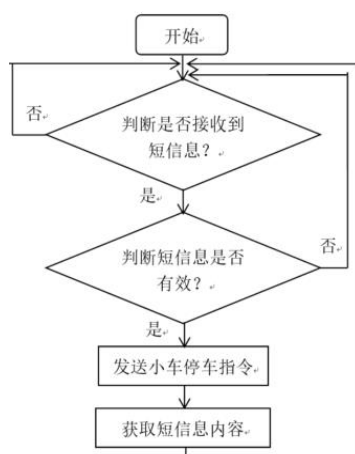 开始
否
判断是否接收到
短信息？
是
判断短信息是否
有效？
否
是
发送小车停车指令
获取短信息内容